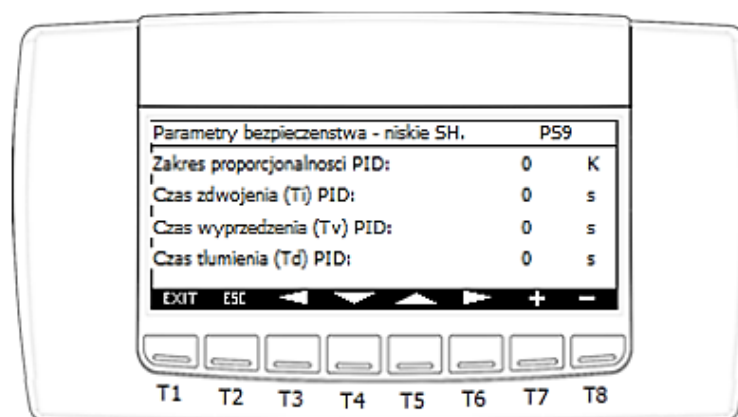 Parametry bezpieczenstwa - niskie SH. P59
Zakres proporcjonalnosci PID: 0 K
Czas zdwojenia (Ti) PID: 0 s
Czas wyprzedzenia (Tv) PID: 0 s
Czas tlumienia (Td) PID: 0 s
EXIT ESC + -
T1 T2 T3 T4 T5 T6 T7 T8